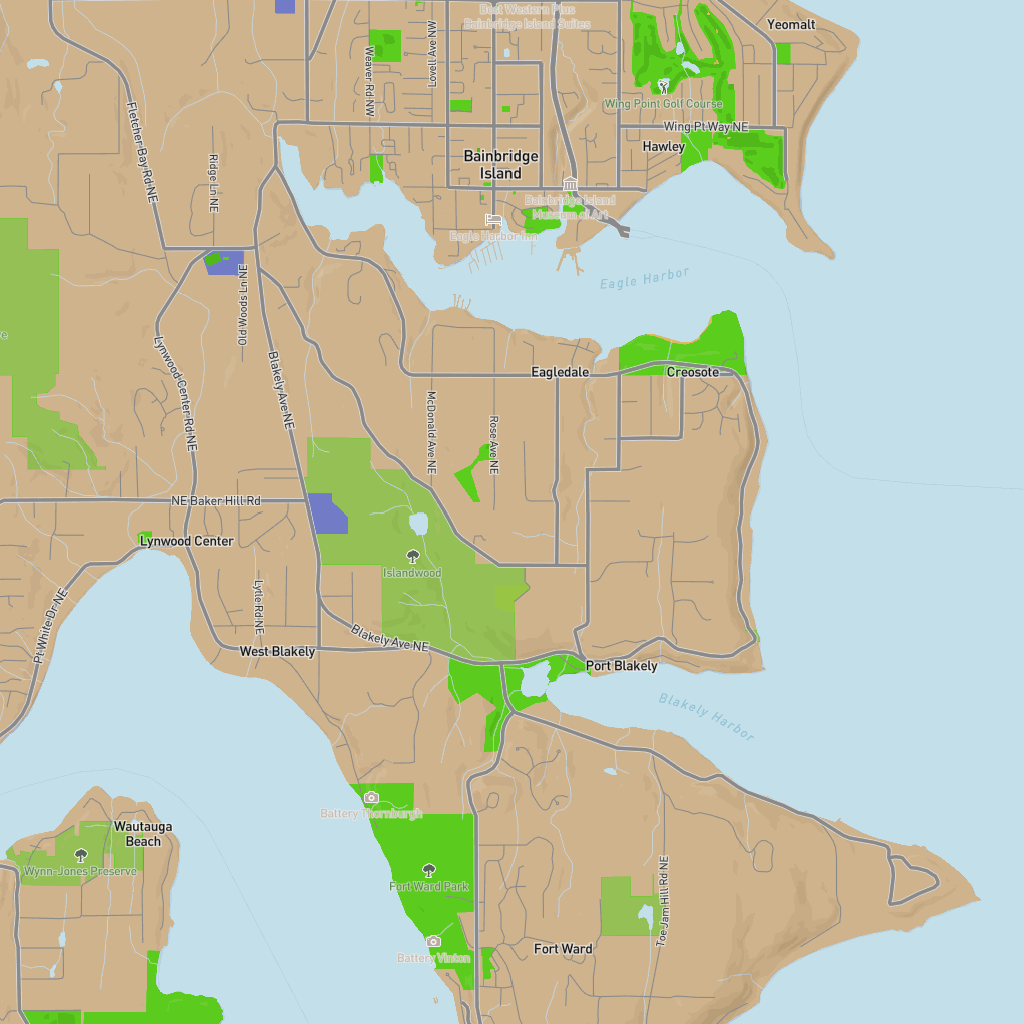 Best Western Plus
Bainbridge Island Suites
Yeomalt
Lovell Ave NW
Weaver Rd NW
Fletcher Bay Rd NE
Wing Point Golf Course
Wing Pt Way NE
Hawley
Bainbridge
Island
Ridge Ln NE
Bainbridge Island
Museum of Art
Eagle Harbor Inn
Eagle Harbor
Old Woods Ln NE
Lynwood Center Rd NE
Blakely Ave NE
Eagledale
Creosote
McDonald Ave NE
Rose Ave NE
NE Baker Hill Rd
Lynwood Center
Islandwood
Lytle Rd NE
Pt White Dr NE
Blakely Ave NE
West Blakely
Port Blakely
Blakely Harbor
Battery Thornburgh
Wautauga
Beach
Wynn-Jones Preserve
Fort Ward Park
Toe Jam Hill Rd NE
Fort Ward
Battery Vinton